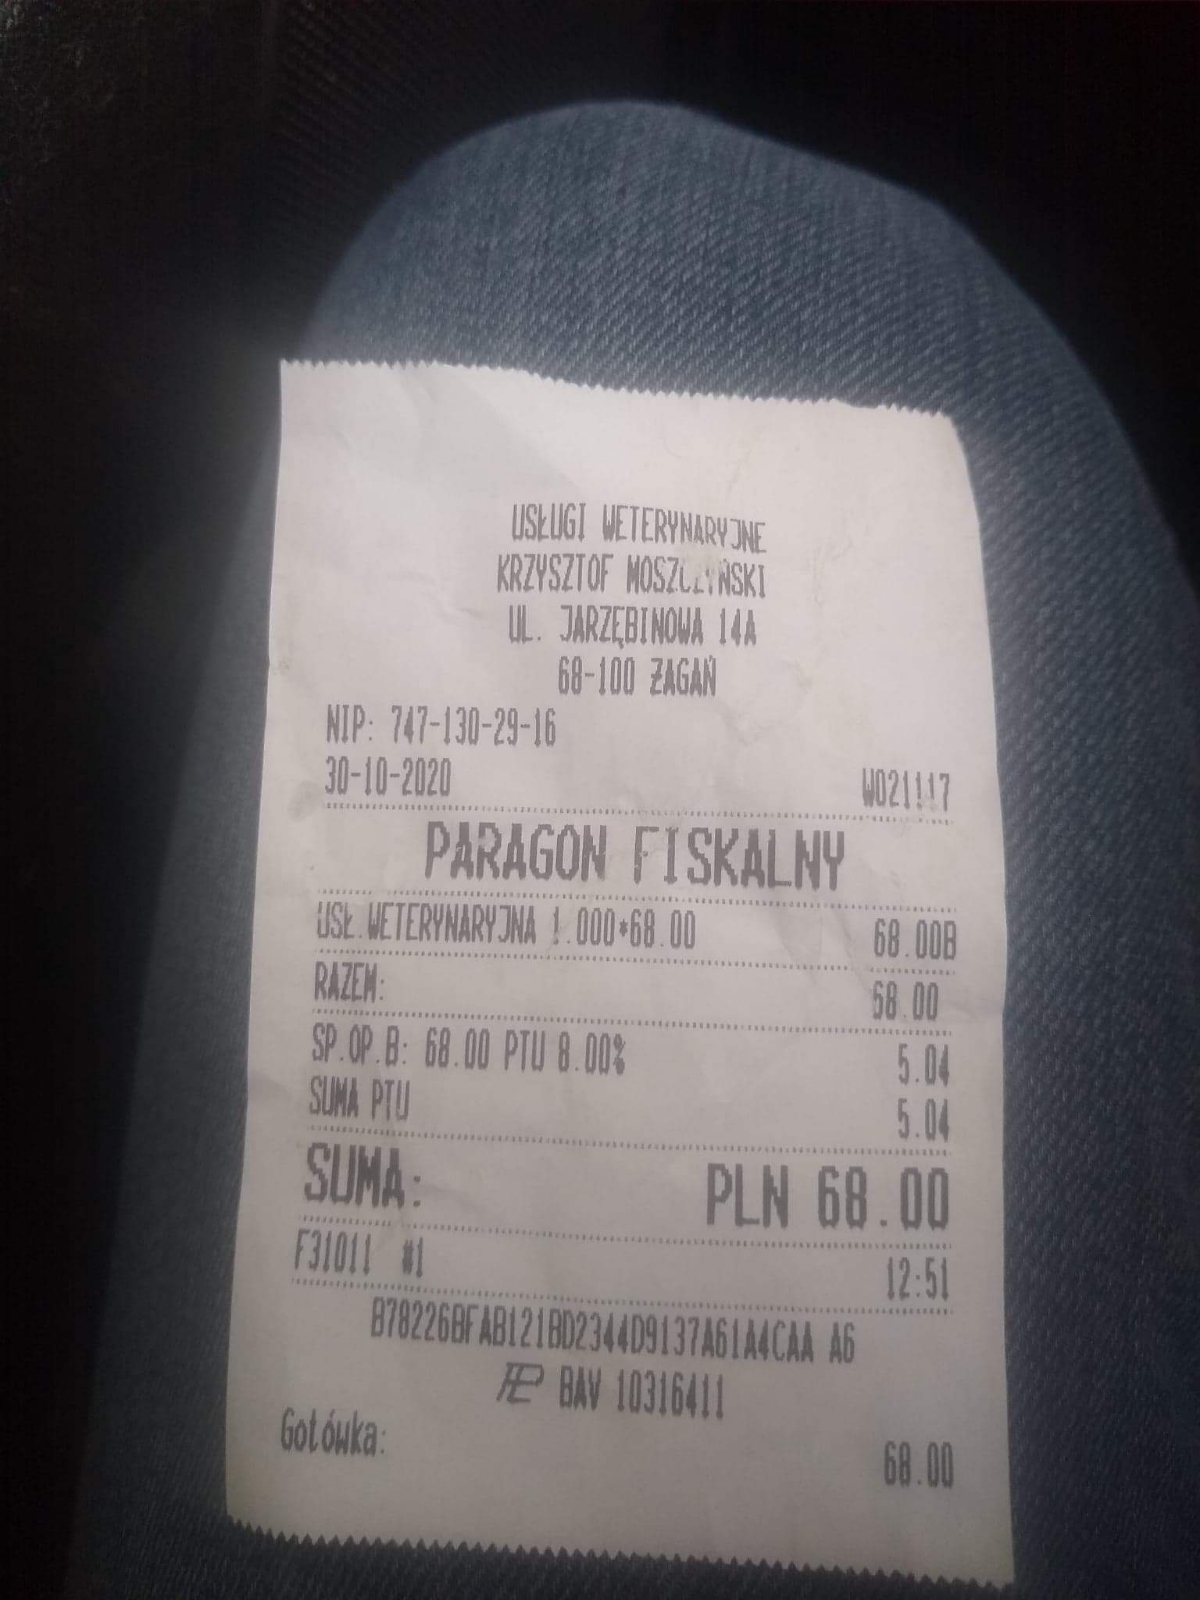 USŁUGI WETERYNARYJNE
KRZYSZTOF MOSZCZYŃSKI
UL. JARZĘBINOWA 14A
68-100 ŻAGAŃ
NIP: 747-130-29-16
30-10-2020
PARAGON FISKALNY
USŁ.WETERYNARYJNA 1.000*68.00 68.00B
RAZEM: 68.00
SP.OP.B: 68.00 PTU 8.00% 5.04
SUMA PTU 5.04
SUMA: PLN 68.00
F31011 #1 12:51
B78226BFAB121BD2344D9137A61A4CAA A6
BAV 10316411
Gotówka: 68.00